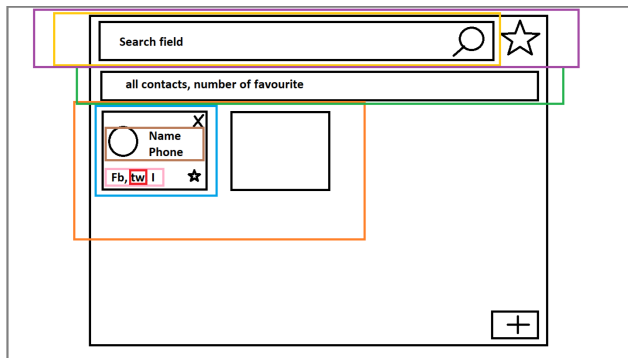 Search field
all contacts, number of favourite
Name
Phone
Fb, tw I